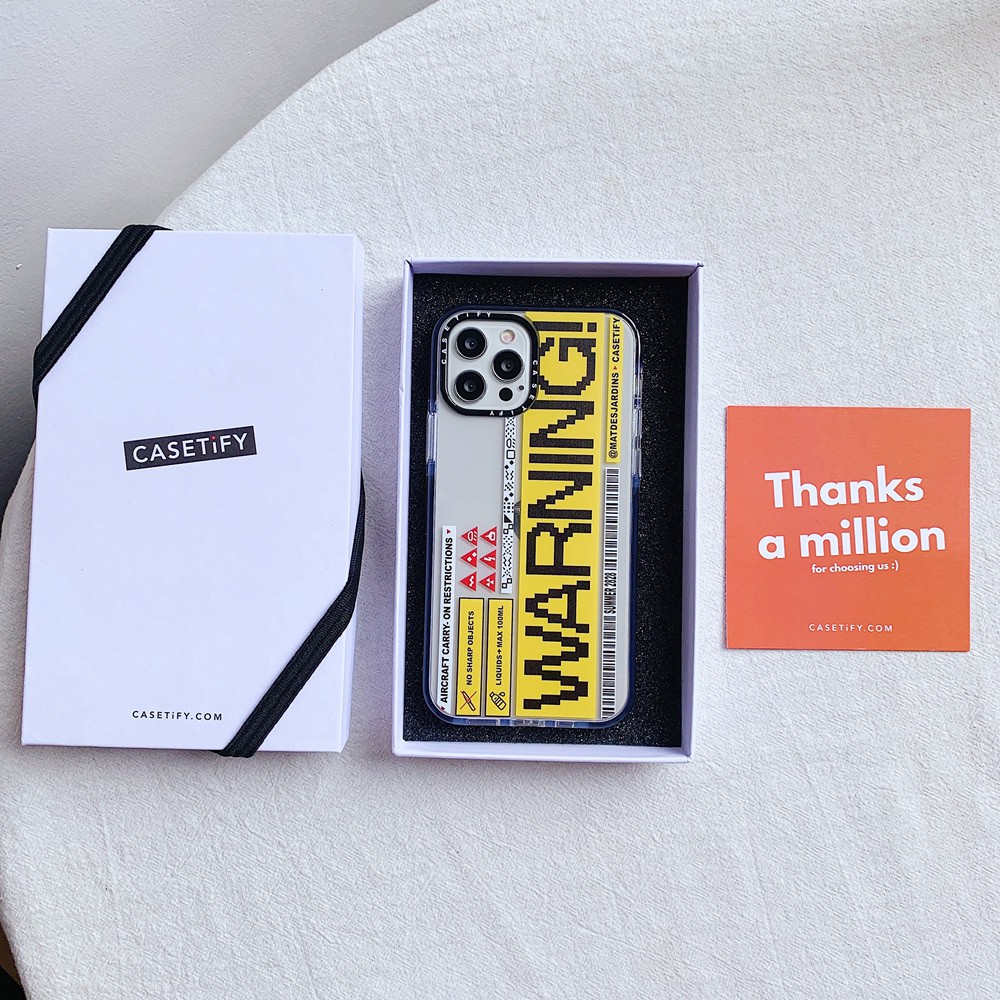 CASETiFY
CASETiFY.COM
CASETIFY
CASETIFY
WARNING!
@MATDESJARDINS × CASETiFY
SUMMER 2020
AIRCRAFT CARRY-ON RESTRICTIONS
NO SHARP OBJECTS
LIQUIDS MAX 100ML
Thanks
a million
for choosing us :)
CASETiFY.COM